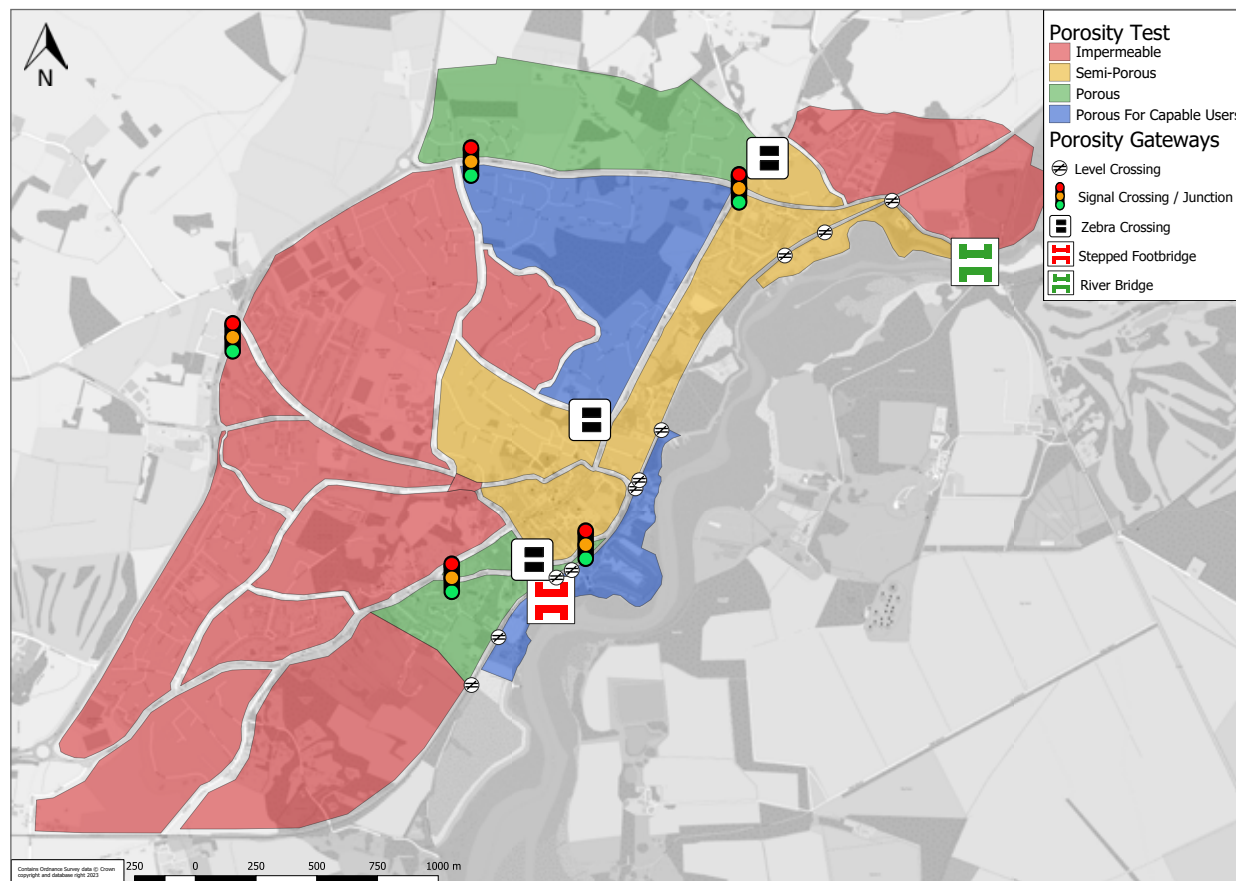 N
Porosity Test
Impermeable
Semi-Porous
Porous
Porous For Capable Users
Porosity Gateways
Level Crossing
Signal Crossing / Junction
Zebra Crossing
Stepped Footbridge
River Bridge
Contains Ordnance Survey data © Crown
copyright and database right 2023
250 0 250 500 750 1000 m